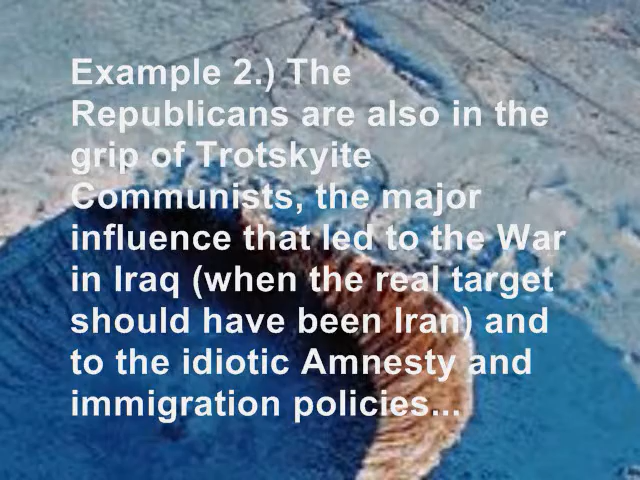 Example 2.) The
Republicans are also in the
grip of Trotskyite
Communists, the major
influence that led to the War
in Iraq (when the real target
should have been Iran) and
to the idiotic Amnesty and
immigration policies...